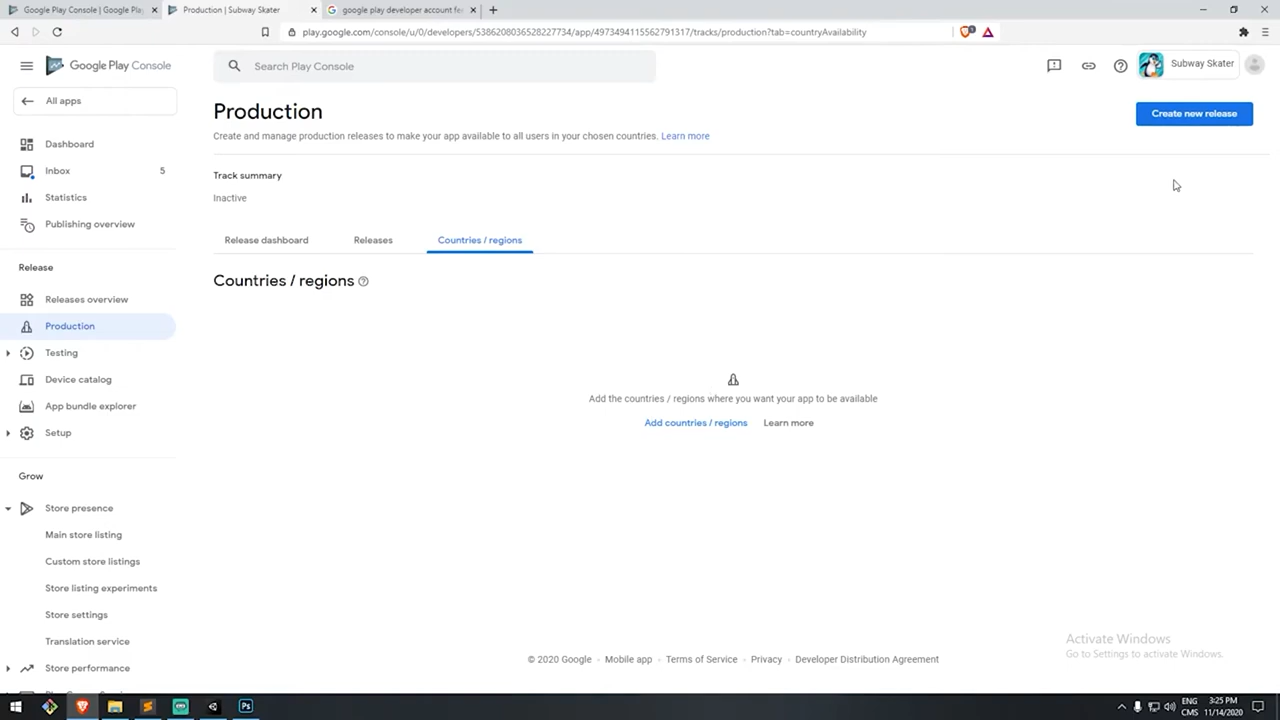 Google Play Console | Google Pl
Production | Subway Skater
google play developer account fe
play.google.com/console/u/0/developers/5386208036528227734/app/4973494115562791317/tracks/production?tab=countryAvailability
Google Play Console
Search Play Console
Subway Skater
All apps
Production
Create new release
Create and manage production releases to make your app available to all users in your chosen countries. Learn more
Dashboard
Inbox 5
Statistics
Publishing overview
Track summary
Inactive
Release dashboard
Releases
Countries / regions
Release
Countries / regions
Releases overview
Production
Testing
Device catalog
App bundle explorer
Setup
Add the countries / regions where you want your app to be available
Add countries / regions Learn more
Grow
Store presence
Main store listing
Custom store listings
Store listing experiments
Store settings
Translation service
Store performance
Activate Windows
Go to Settings to activate Windows.
© 2020 Google · Mobile app · Terms of Service · Privacy · Developer Distribution Agreement
ENG
CMS
3:25 PM
11/14/2020